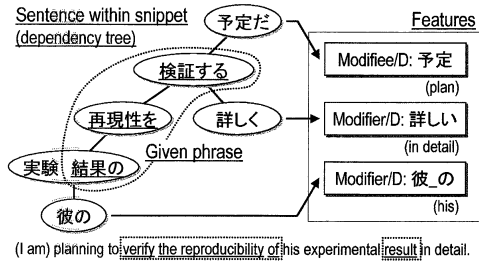 Sentence within snippet
(dependency tree)
予定だ
Features
検証する
Modifiee/D: 予定
(plan)
再現性を
詳しく
Modifier/D: 詳しい
(in detail)
Given phrase
実験 結果の
Modifier/D: 彼_の
(his)
彼の
(I am) planning to verify the reproducibility of his experimental result in detail.